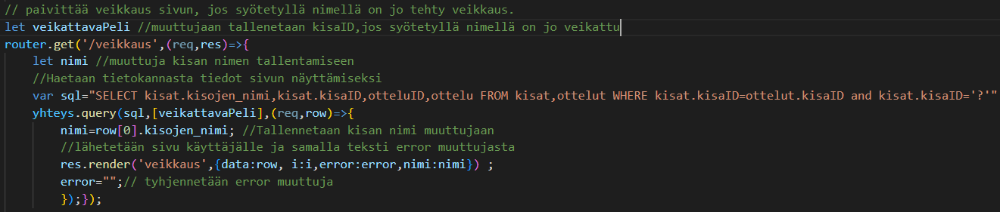 // paivittää veikkaus sivun, jos syötetyllä nimellä on jo tehty veikkaus.
let veikattavaPeli //muuttujaan tallenetaan kisaID,jos syötetyllä nimellä on jo veikattu
router.get('/veikkaus',(req,res)=>{
    let nimi //muuttuja kisan nimen tallentamiseen
    //Haetaan tietokannasta tiedot sivun näyttämiseksi
    var sql="SELECT kisat.kisojen_nimi,kisat.kisaID,otteluID,ottelu FROM kisat,ottelut WHERE kisat.kisaID=ottelut.kisaID and kisat.kisaID='?'"
    yhteys.query(sql,[veikattavaPeli],(req,row)=>{
        nimi=row[0].kisojen_nimi; //Tallennetaan kisan nimi muuttujaan
        //lähetetään sivu käyttäjälle ja samalla teksti error muuttujasta
        res.render('veikkaus',{data:row, i:i,error:error,nimi:nimi}) ;
        error="";// tyhjennetään error muuttuja
        });});